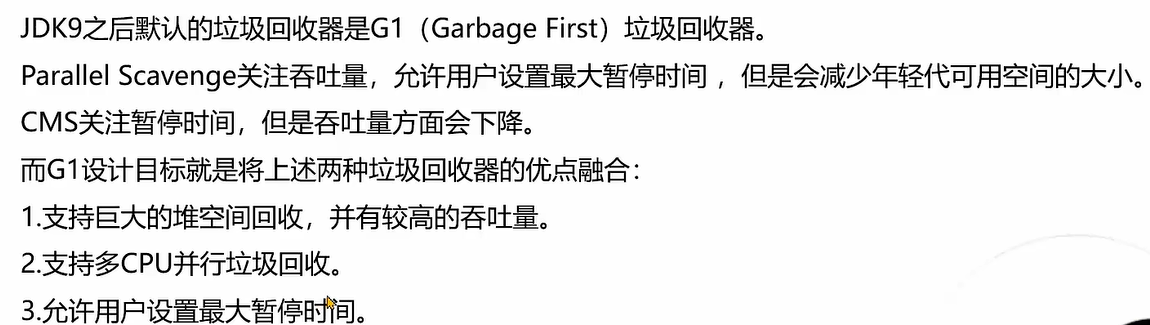 JDK9之后默认的垃圾回收器是G1（Garbage First）垃圾回收器。
Parallel Scavenge关注吞吐量，允许用户设置最大暂停时间 ，但是会减少年轻代可用空间的大小。
CMS关注暂停时间，但是吞吐量方面会下降。
而G1设计目标就是将上述两种垃圾回收器的优点融合：
1.支持巨大的堆空间回收，并有较高的吞吐量。
2.支持多CPU并行垃圾回收。
3.允许用户设置最大暂停时间。